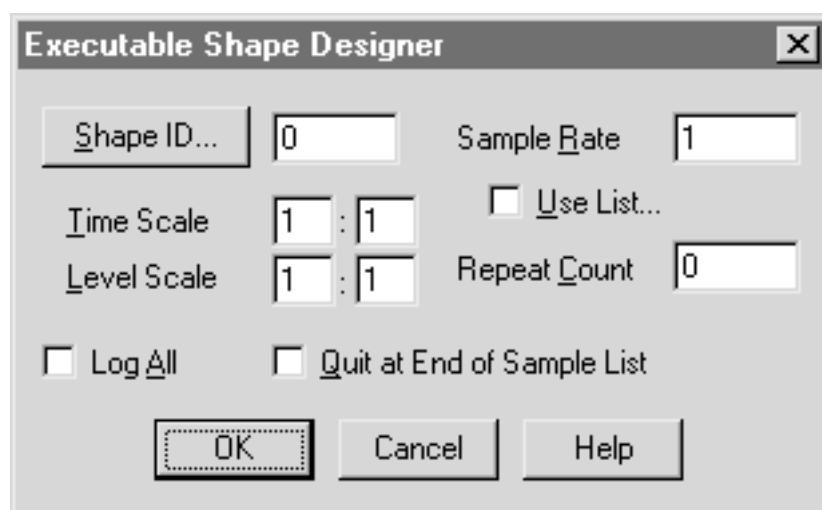 Executable Shape Designer
Shape ID... 0 Sample Rate 1
Use List...
Time Scale 1 : 1
Level Scale 1 : 1 Repeat Count 0
Log All Quit at End of Sample List
OK Cancel Help